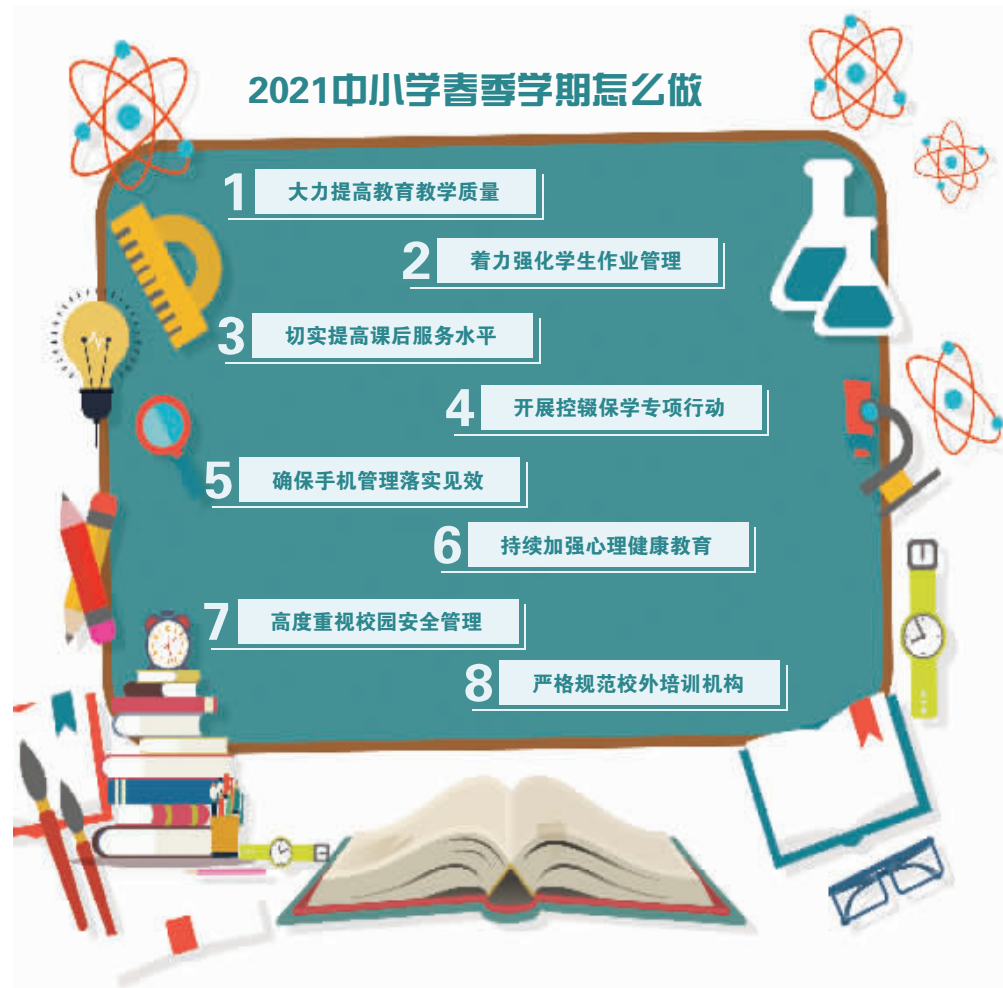 2021中小学春季学期怎么做
1 大力提高教育教学质量
2 着力强化学生作业管理
3 切实提高课后服务水平
4 开展控辍保学专项行动
5 确保手机管理落实见效
6 持续加强心理健康教育
7 高度重视校园安全管理
8 严格规范校外培训机构